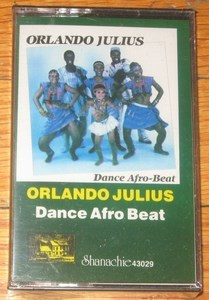 ORLANDO JULIUS
Dance Afro-Beat
ORLANDO JULIUS
Dance Afro Beat
Shanachie 43029